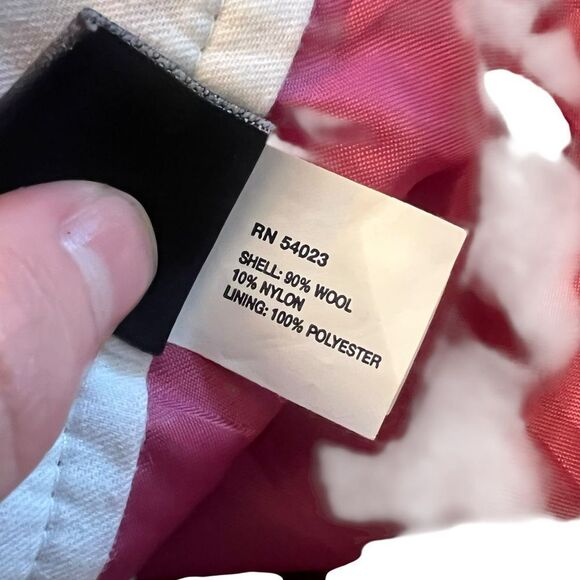 RN 54023
SHELL: 90% WOOL
10% NYLON
LINING: 100% POLYESTER